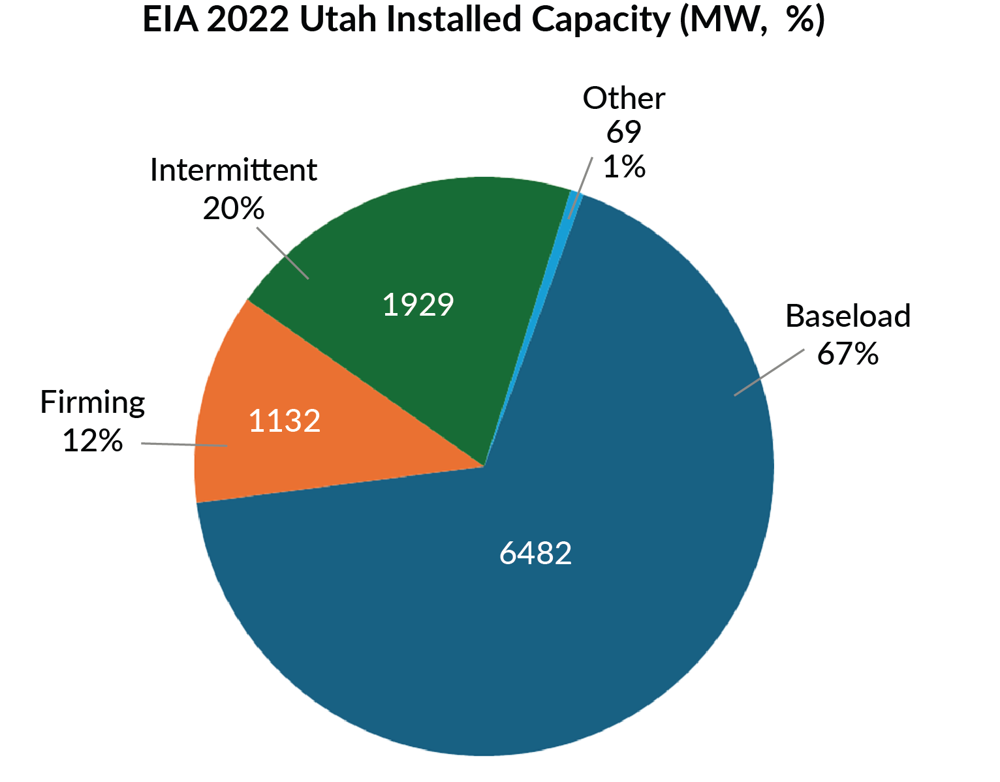 EIA 2022 Utah Installed Capacity (MW,  %)
Other
69
1%
Intermittent
20%
1929
Baseload
67%
Firming
12%
1132
6482